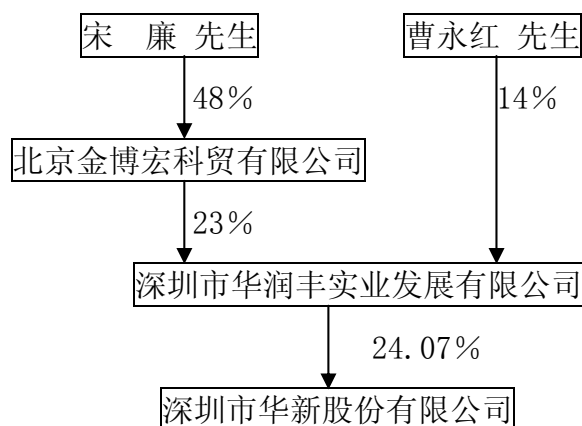 宋　廉 先生
曹永红 先生
48%
14%
北京金博宏科贸有限公司
23%
深圳市华润丰实业发展有限公司
24.07%
深圳市华新股份有限公司